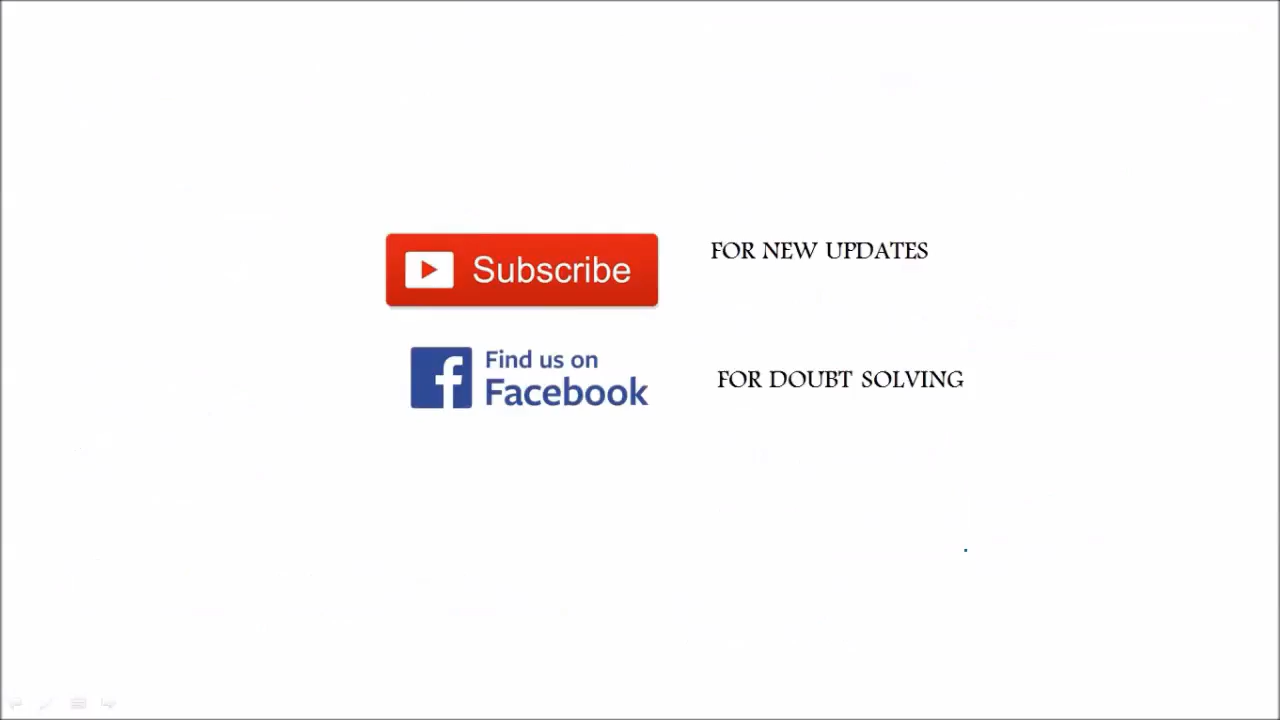 Subscribe
FOR NEW UPDATES
Find us on
Facebook
FOR DOUBT SOLVING